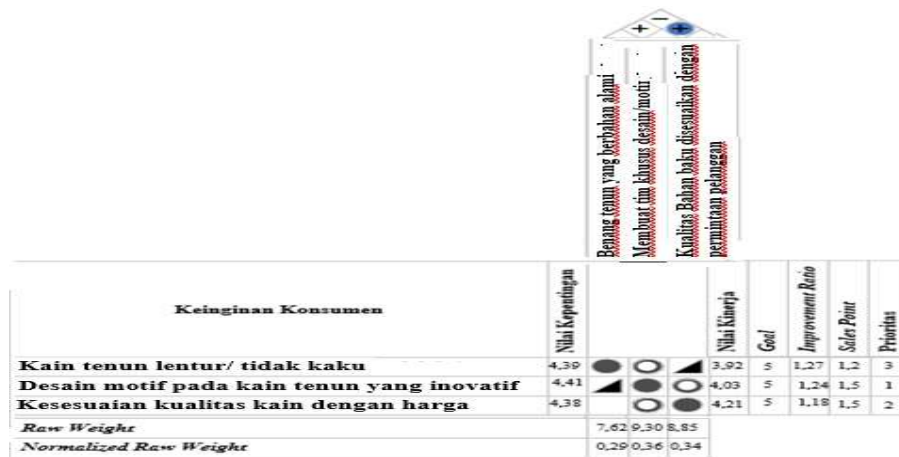 + − +
Benang tenun yang berbahan alami
Membuat tim khusus desain/motif
Kualitas Bahan baku disesuaikan dengan
permintaan pelanggan
Keinginan Konsumen Nilai Kepentingan Nilai Kinerja Goal Improvement Ratio Sales Point Prioritas
Kain tenun lentur/ tidak kaku 4,39 3,92 5 1,27 1,2 3
Desain motif pada kain tenun yang inovatif 4,41 4,03 5 1,24 1,5 1
Kesesuaian kualitas kain dengan harga 4,38 4,21 5 1,18 1,5 2
Raw Weight 7,62 9,30 8,85
Normalized Raw Weight 0,29 0,36 0,34